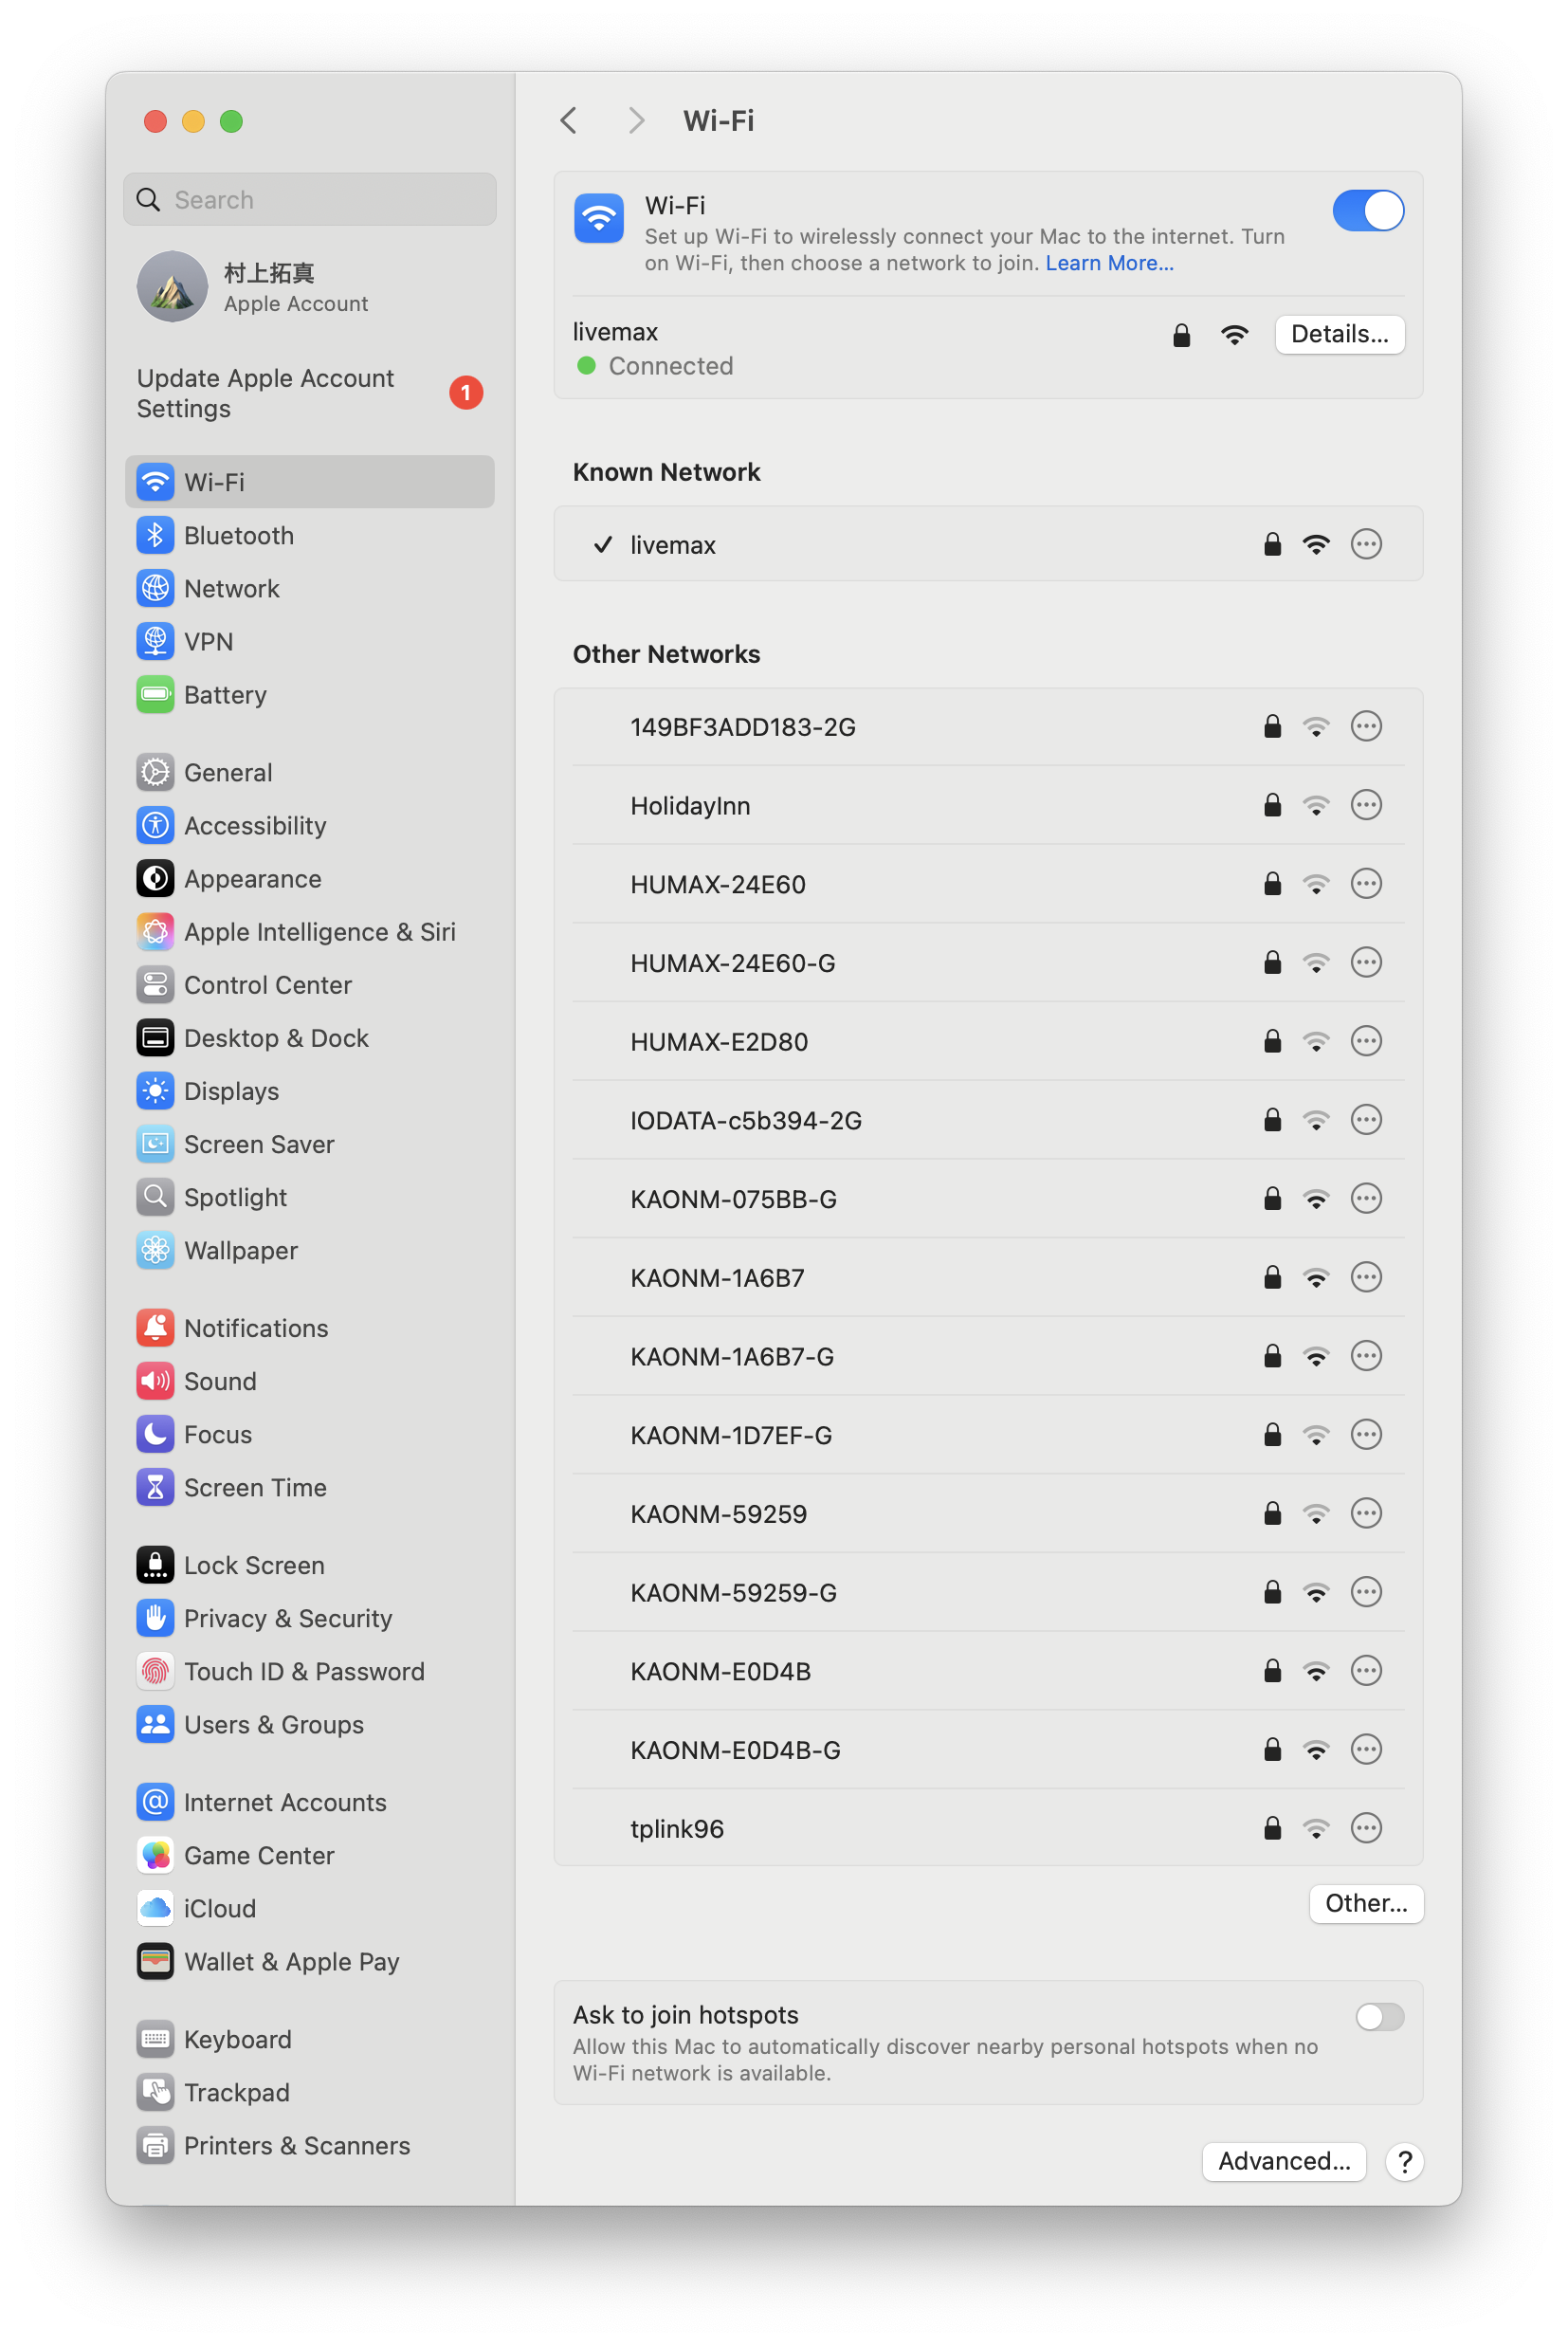 Search
村上拓真
Apple Account
Update Apple Account
Settings
1
Wi-Fi
Bluetooth
Network
VPN
Battery
General
Accessibility
Appearance
Apple Intelligence & Siri
Control Center
Desktop & Dock
Displays
Screen Saver
Spotlight
Wallpaper
Notifications
Sound
Focus
Screen Time
Lock Screen
Privacy & Security
Touch ID & Password
Users & Groups
Internet Accounts
Game Center
iCloud
Wallet & Apple Pay
Keyboard
Trackpad
Printers & Scanners
Wi-Fi
Wi-Fi
Set up Wi-Fi to wirelessly connect your Mac to the internet. Turn
on Wi-Fi, then choose a network to join. Learn More...
livemax
Details...
Connected
Known Network
livemax
Other Networks
149BF3ADD183-2G
HolidayInn
HUMAX-24E60
HUMAX-24E60-G
HUMAX-E2D80
IODATA-c5b394-2G
KAONM-075BB-G
KAONM-1A6B7
KAONM-1A6B7-G
KAONM-1D7EF-G
KAONM-59259
KAONM-59259-G
KAONM-E0D4B
KAONM-E0D4B-G
tplink96
Other...
Ask to join hotspots
Allow this Mac to automatically discover nearby personal hotspots when no
Wi-Fi network is available.
Advanced...
?